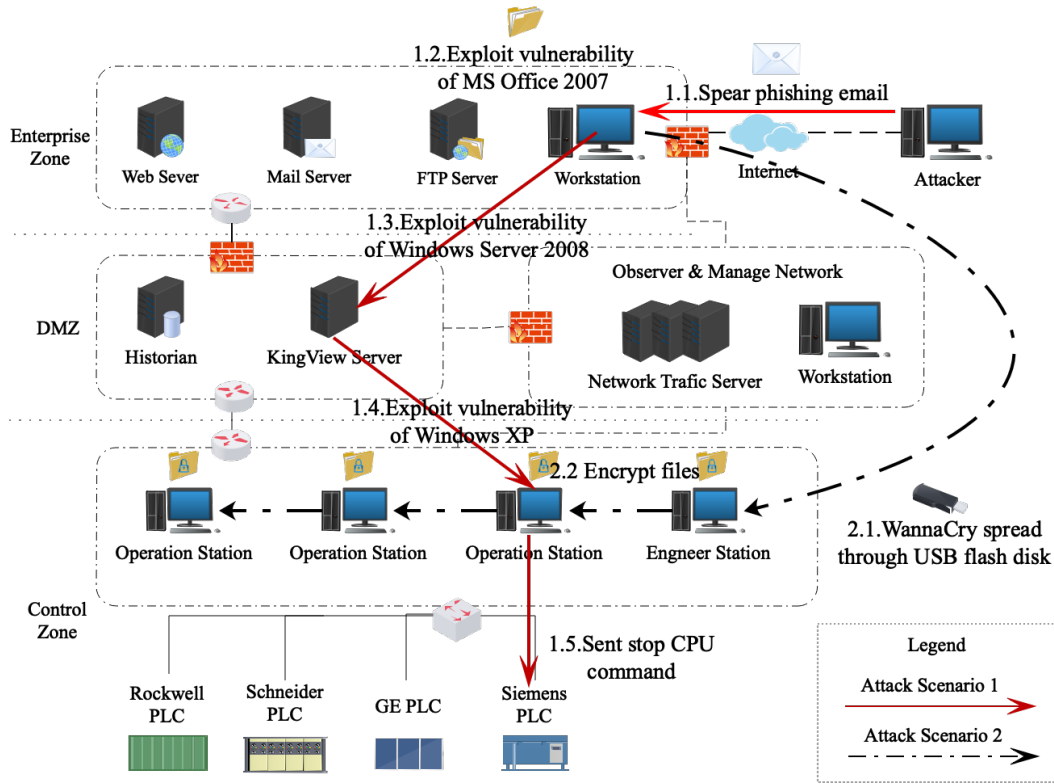 1.2.Exploit vulnerability
of MS Office 2007
1.1.Spear phishing email
Enterprise
Zone
Web Sever
Mail Server
FTP Server
Workstation
Internet
Attacker
1.3.Exploit vulnerability
of Windows Server 2008
Observer & Manage Network
DMZ
Historian
KingView Server
Network Trafic Server
Workstation
1.4.Exploit vulnerability
of Windows XP
2.2 Encrypt files
Operation Station
Operation Station
Operation Station
Engneer Station
2.1.WannaCry spread
through USB flash disk
Control
Zone
1.5.Sent stop CPU
command
Rockwell
PLC
Schneider
PLC
GE PLC
Siemens
PLC
Legend
Attack Scenario 1
Attack Scenario 2